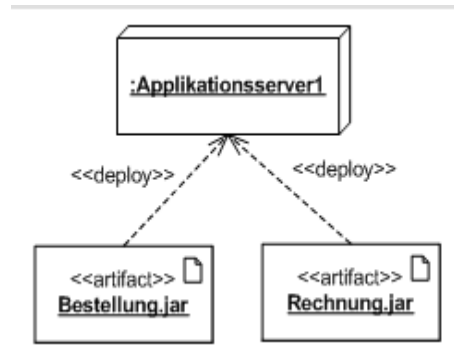 :Applikationsserver1
<<deploy>>
<<deploy>>
<<artifact>>
Bestellung.jar
<<artifact>>
Rechnung.jar